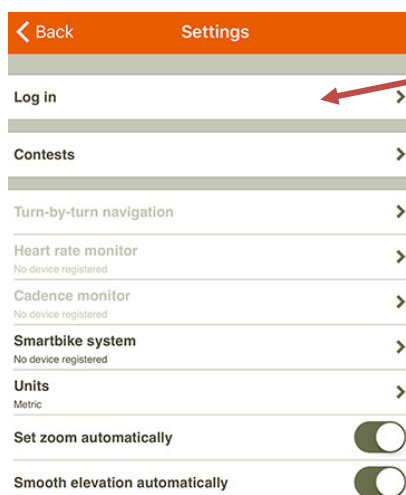 Back
Settings
Log in
Contests
Turn-by-turn navigation
Heart rate monitor
No device registered
Cadence monitor
No device registered
Smartbike system
No device registered
Units
Metric
Set zoom automatically
Smooth elevation automatically